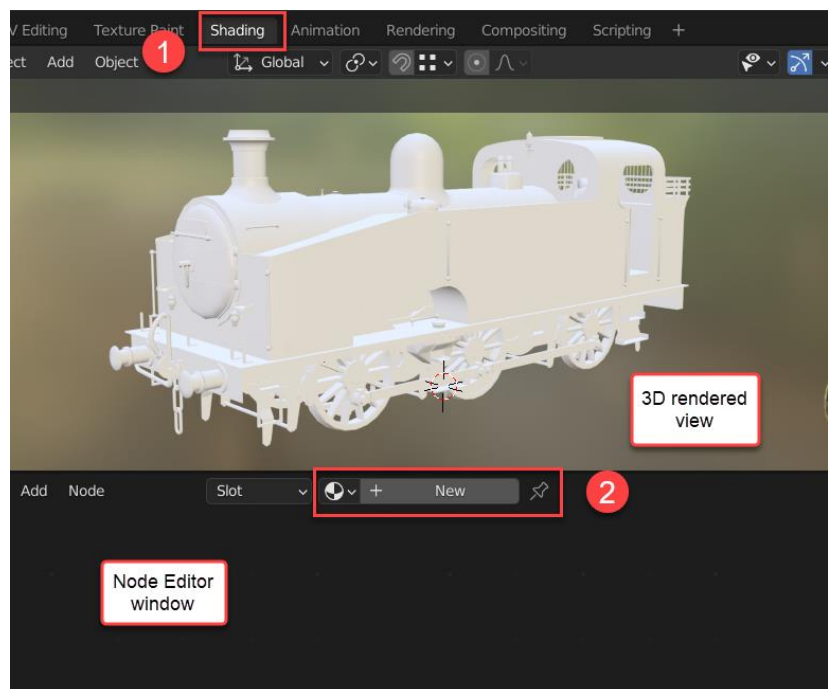 V Editing Texture Paint Shading Animation Rendering Compositing Scripting +
1
ect Add Object Global
3D rendered
view
Add Node Slot + New
2
Node Editor
window